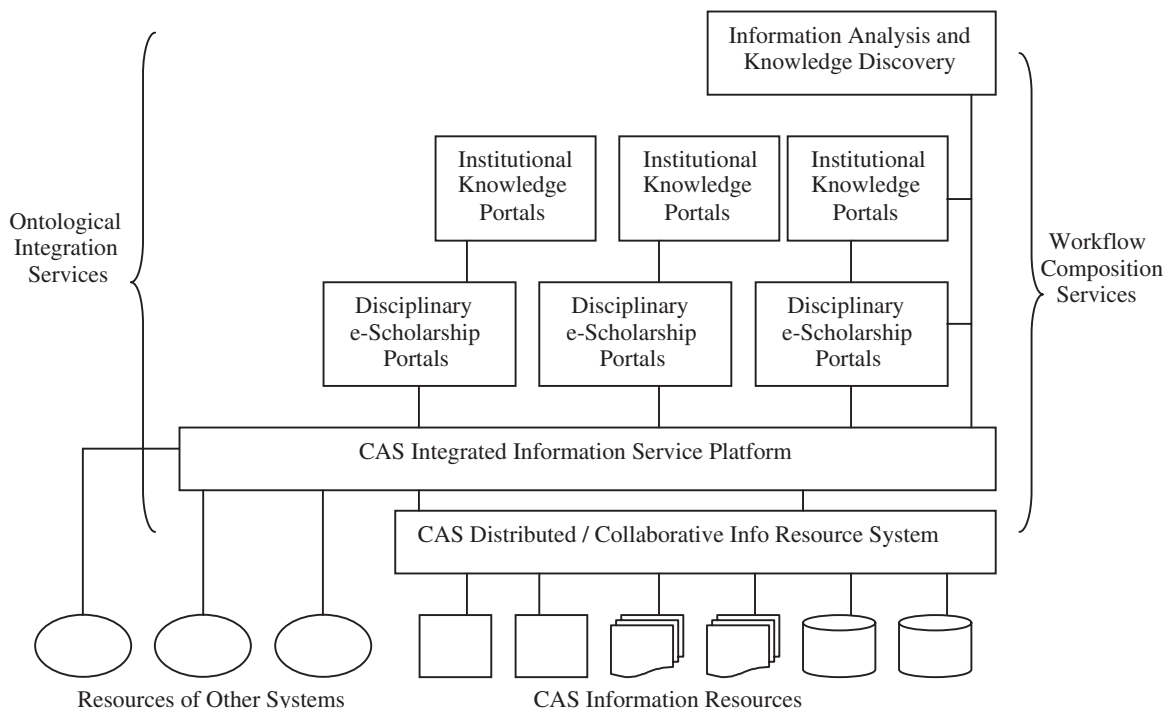 Information Analysis and
Knowledge Discovery
Institutional
Knowledge
Portals
Institutional
Knowledge
Portals
Institutional
Knowledge
Portals
Ontological
Integration
Services
Workflow
Composition
Services
Disciplinary
e-Scholarship
Portals
Disciplinary
e-Scholarship
Portals
Disciplinary
e-Scholarship
Portals
CAS Integrated Information Service Platform
CAS Distributed / Collaborative Info Resource System
Resources of Other Systems
CAS Information Resources